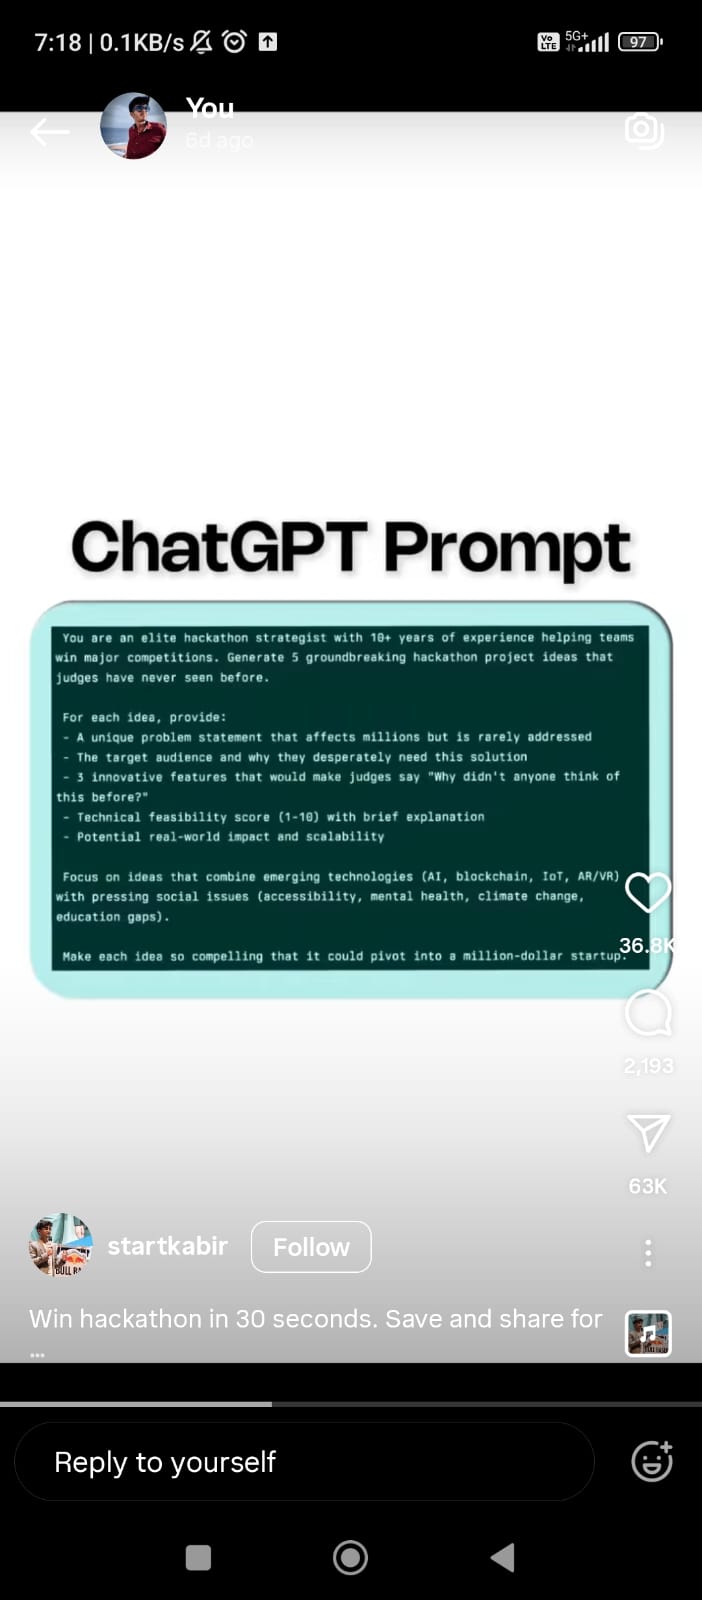 7:18 | 0.1KB/s
Vo LTE 5G+ 97
You
6d ago
ChatGPT Prompt
You are an elite hackathon strategist with 10+ years of experience helping teams
win major competitions. Generate 5 groundbreaking hackathon project ideas that
judges have never seen before.
For each idea, provide:
- A unique problem statement that affects millions but is rarely addressed
- The target audience and why they desperately need this solution
- 3 innovative features that would make judges say "Why didn't anyone think of
this before?"
- Technical feasibility score (1-10) with brief explanation
- Potential real-world impact and scalability
Focus on ideas that combine emerging technologies (AI, blockchain, IoT, AR/VR)
with pressing social issues (accessibility, mental health, climate change,
education gaps).
Make each idea so compelling that it could pivot into a million-dollar startup.
36.8K
2,193
63K
startkabir
Follow
Win hackathon in 30 seconds. Save and share for
...
Reply to yourself